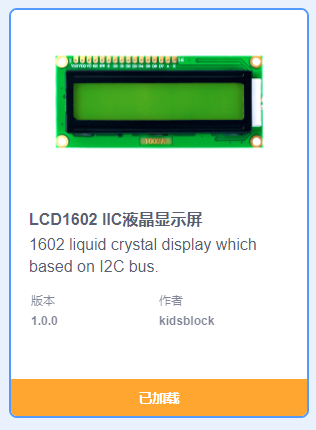 LCD1602 IIC液晶显示屏
1602 liquid crystal display which
based on I2C bus.
版本 作者
1.0.0 kidsblock
已加载